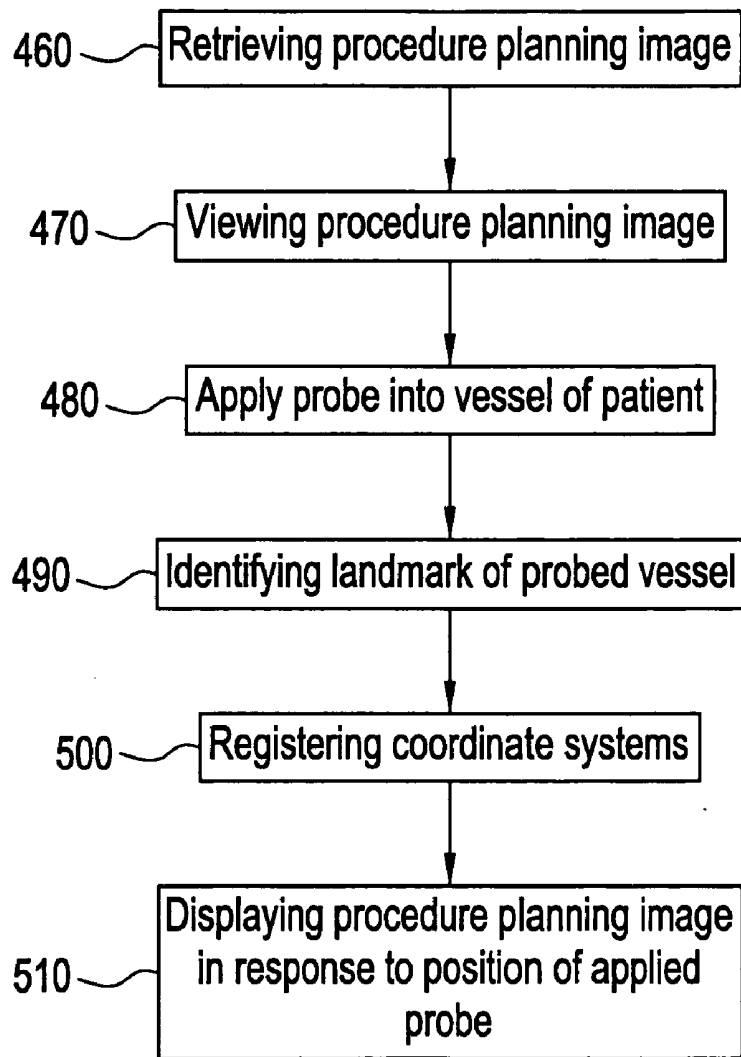 460 Retrieving procedure planning image
470 Viewing procedure planning image
480 Apply probe into vessel of patient
490 Identifying landmark of probed vessel
500 Registering coordinate systems
Displaying procedure planning image
510 in response to position of applied
probe